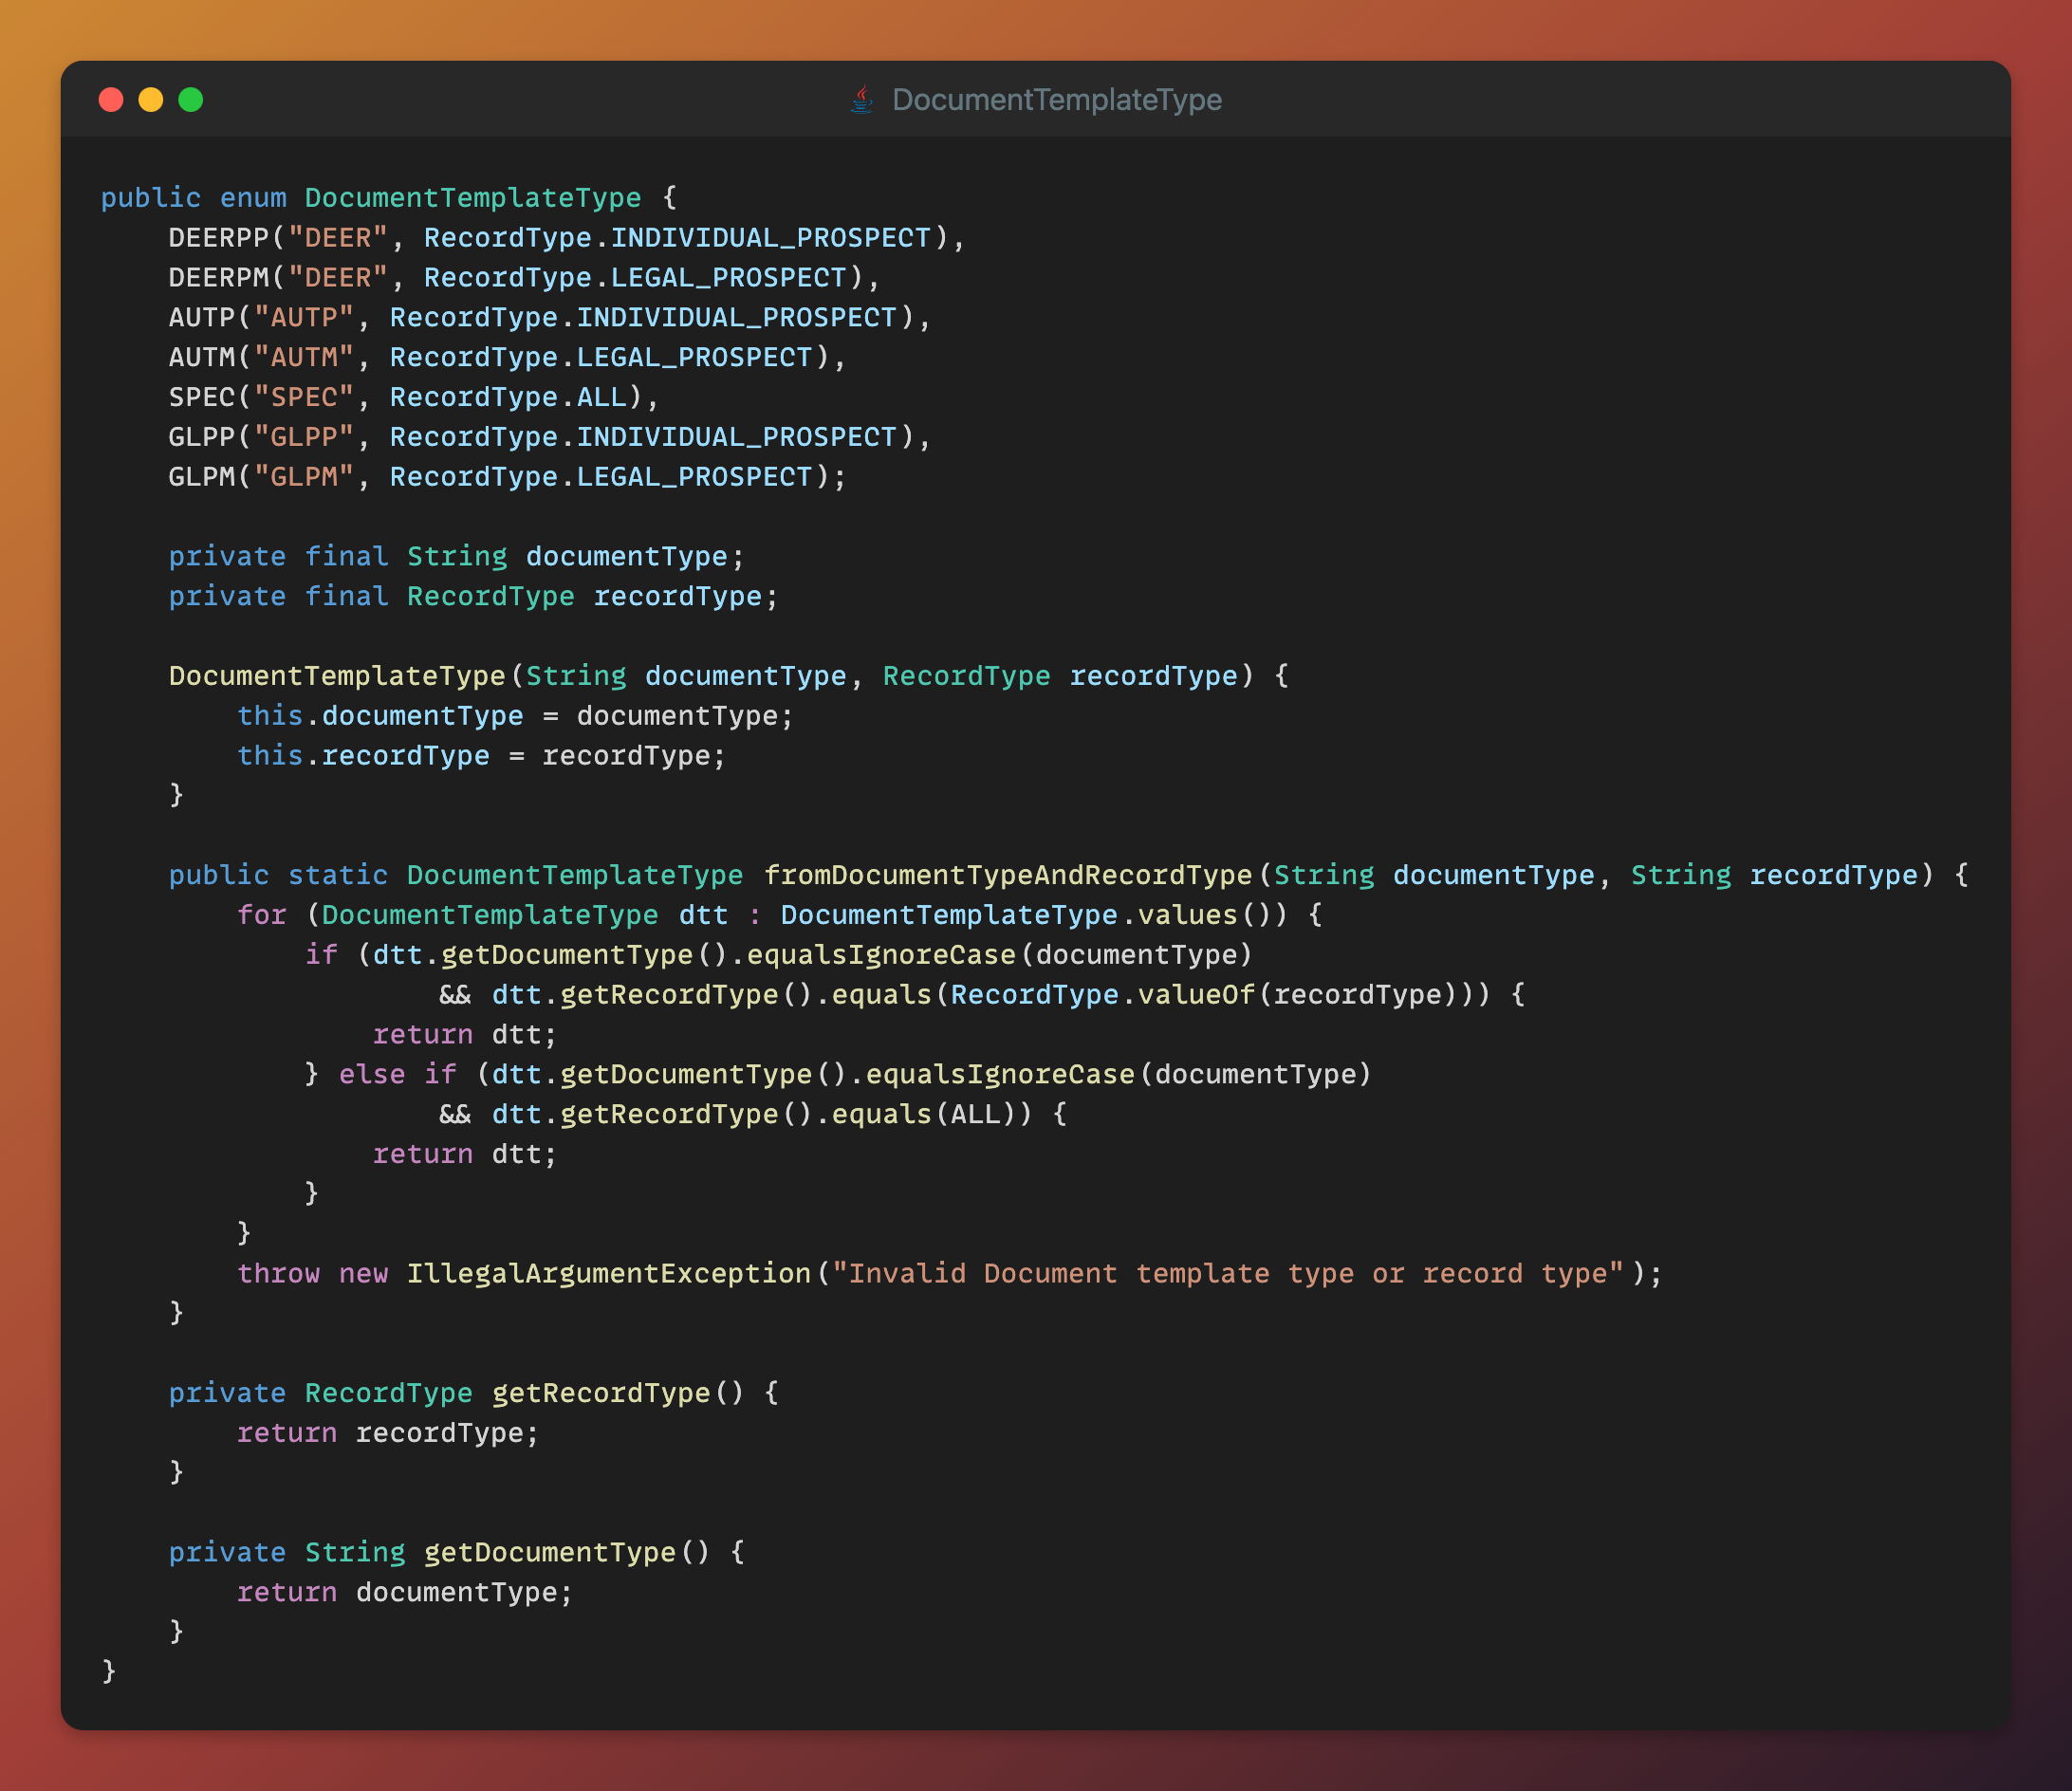 DocumentTemplateType
public enum DocumentTemplateType {
    DEERPP("DEER", RecordType.INDIVIDUAL_PROSPECT),
    DEERPM("DEER", RecordType.LEGAL_PROSPECT),
    AUTP("AUTP", RecordType.INDIVIDUAL_PROSPECT),
    AUTM("AUTM", RecordType.LEGAL_PROSPECT),
    SPEC("SPEC", RecordType.ALL),
    GLPP("GLPP", RecordType.INDIVIDUAL_PROSPECT),
    GLPM("GLPM", RecordType.LEGAL_PROSPECT);

    private final String documentType;
    private final RecordType recordType;

    DocumentTemplateType(String documentType, RecordType recordType) {
        this.documentType = documentType;
        this.recordType = recordType;
    }

    public static DocumentTemplateType fromDocumentTypeAndRecordType(String documentType, String recordType) {
        for (DocumentTemplateType dtt : DocumentTemplateType.values()) {
            if (dtt.getDocumentType().equalsIgnoreCase(documentType)
                    && dtt.getRecordType().equals(RecordType.valueOf(recordType))) {
                return dtt;
            } else if (dtt.getDocumentType().equalsIgnoreCase(documentType)
                    && dtt.getRecordType().equals(ALL)) {
                return dtt;
            }
        }
        throw new IllegalArgumentException("Invalid Document template type or record type");
    }

    private RecordType getRecordType() {
        return recordType;
    }

    private String getDocumentType() {
        return documentType;
    }
}